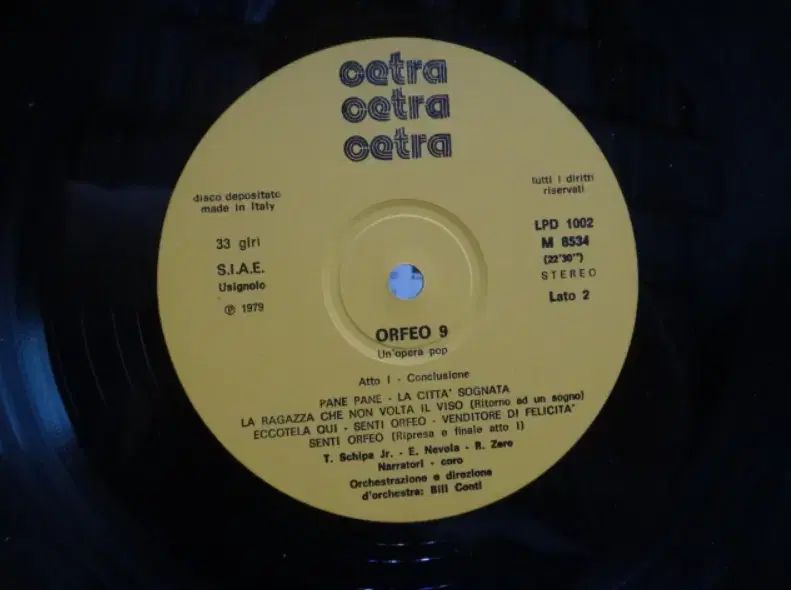 cetra
cetra
cetra
disco depositato
made in Italy
33 giri
S.I.A.E.
Usignolo
℗ 1979
tutti i diritti
riservati
LPD 1002
M 8534
(22'30'')
STEREO
Lato 2
ORFEO 9
Un'opera pop
Atto I - Conclusione
PANE PANE - LA CITTA' SOGNATA
LA RAGAZZA CHE NON VOLTA IL VISO (Ritorno ad un sogno)
ECCOTELA QUI - SENTI ORFEO - VENDITORE DI FELICITA'
SENTI ORFEO (Ripresa e finale atto I)
T. Schipa Jr. - E. Nevola - R. Zero
Narratori - coro
Orchestrazione e direzione
d'orchestra: Bill Conti